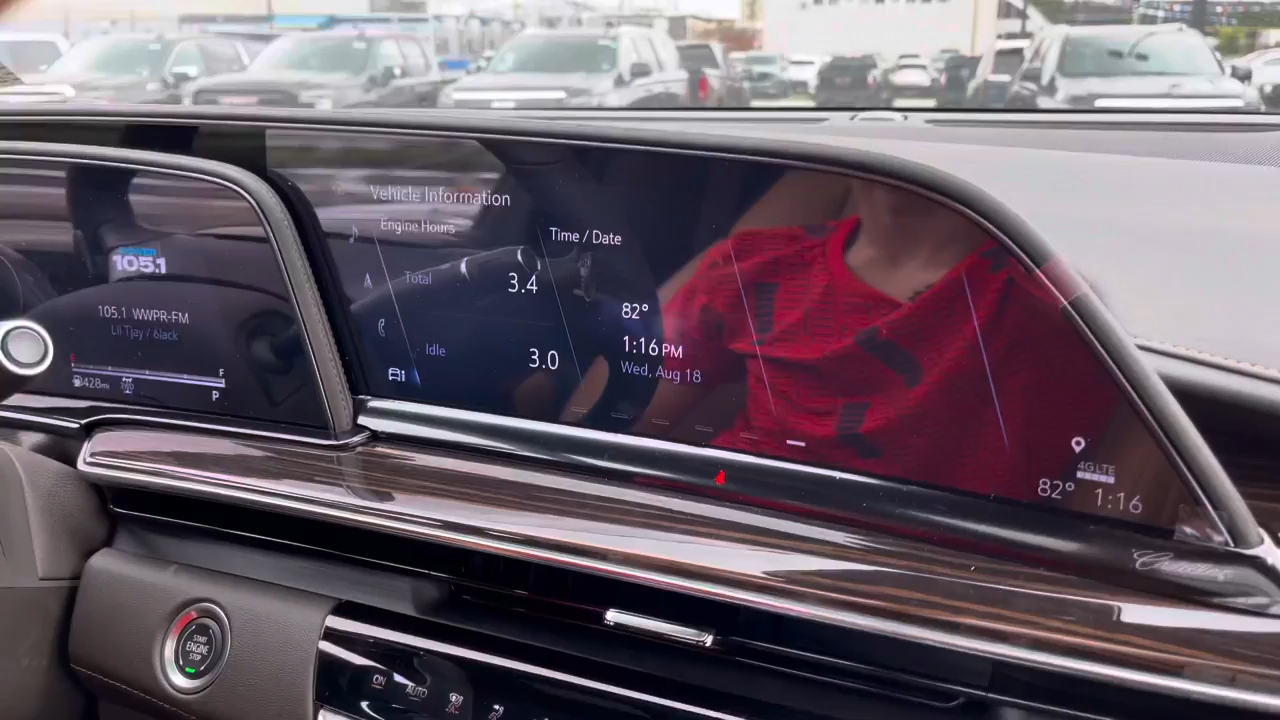 Vehicle Information
Engine Hours
Total 3.4
Idle 3.0
Time / Date
82°
1:16 PM
Wed, Aug 18
105.1
105.1 WWPR-FM
Lil Tjay / 6lack
E F
428mi
P
4G LTE
82° 1:16
START
ENGINE
STOP
ON
AUTO